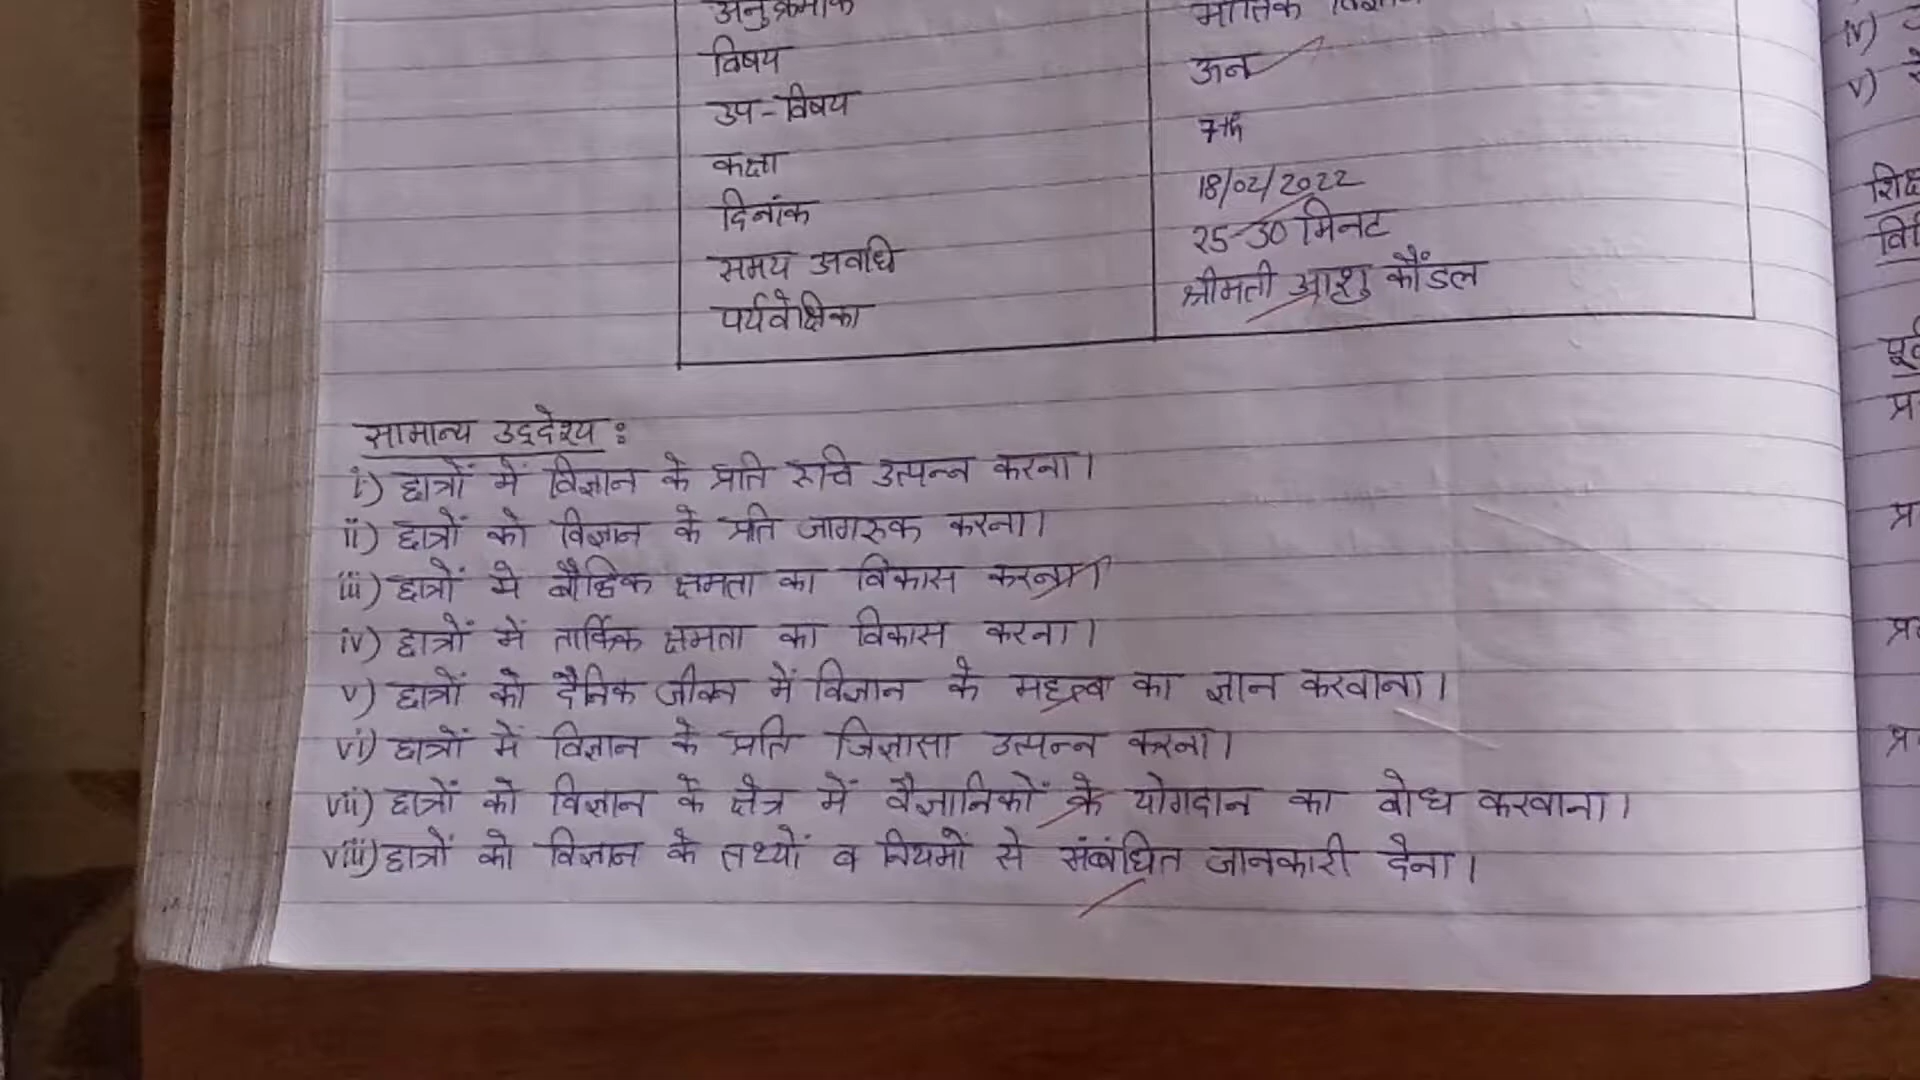 अनुक्रमांक
भौतिक विज्ञान
विषय
ऊन
उप-विषय
7th
कक्षा
18/02/2022
दिनांक
25-30 मिनट
समय अवधि
श्रीमती आशु कौंडल
पर्यवेक्षिका
सामान्य उद्देश्य :
i) छात्रों में विज्ञान के प्रति रुचि उत्पन्न करना।
ii) छात्रों को विज्ञान के प्रति जागरुक करना।
iii) छात्रों मे बौद्धिक क्षमता का विकास करना।
iv) छात्रों में तार्किक क्षमता का विकास करना।
v) छात्रों को दैनिक जीवन में विज्ञान के महत्व का ज्ञान करवाना।
vi) छात्रों में विज्ञान के प्रति जिज्ञासा उत्पन्न करना।
vii) छात्रों को विज्ञान के क्षेत्र में वैज्ञानिकों के योगदान का बोध करवाना।
viii) छात्रों को विज्ञान के तथ्यों व नियमों से संबंधित जानकारी देना।
iv)
v)